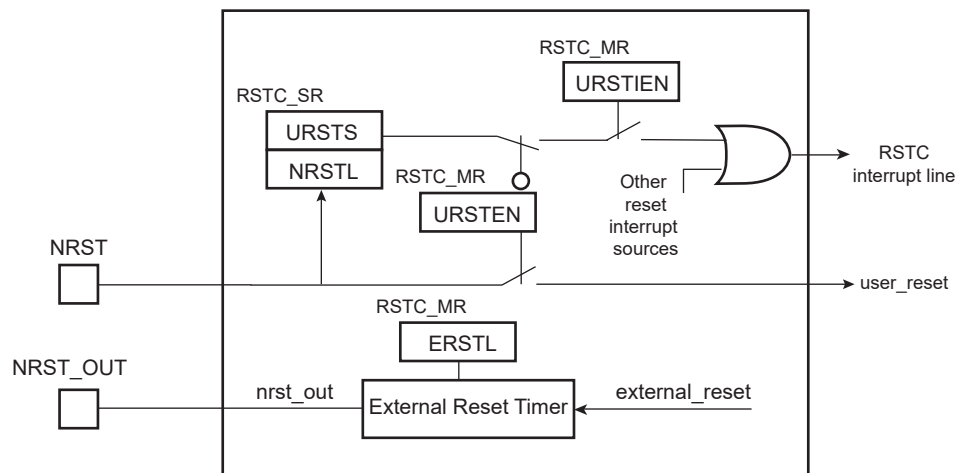 RSTC_MR
URSTIEN
RSTC_SR
URSTS
NRSTL
RSTC_MR
URSTEN
Other
reset
interrupt
sources
RSTC
interrupt line
NRST
user_reset
RSTC_MR
ERSTL
NRST_OUT
nrst_out
External Reset Timer
external_reset